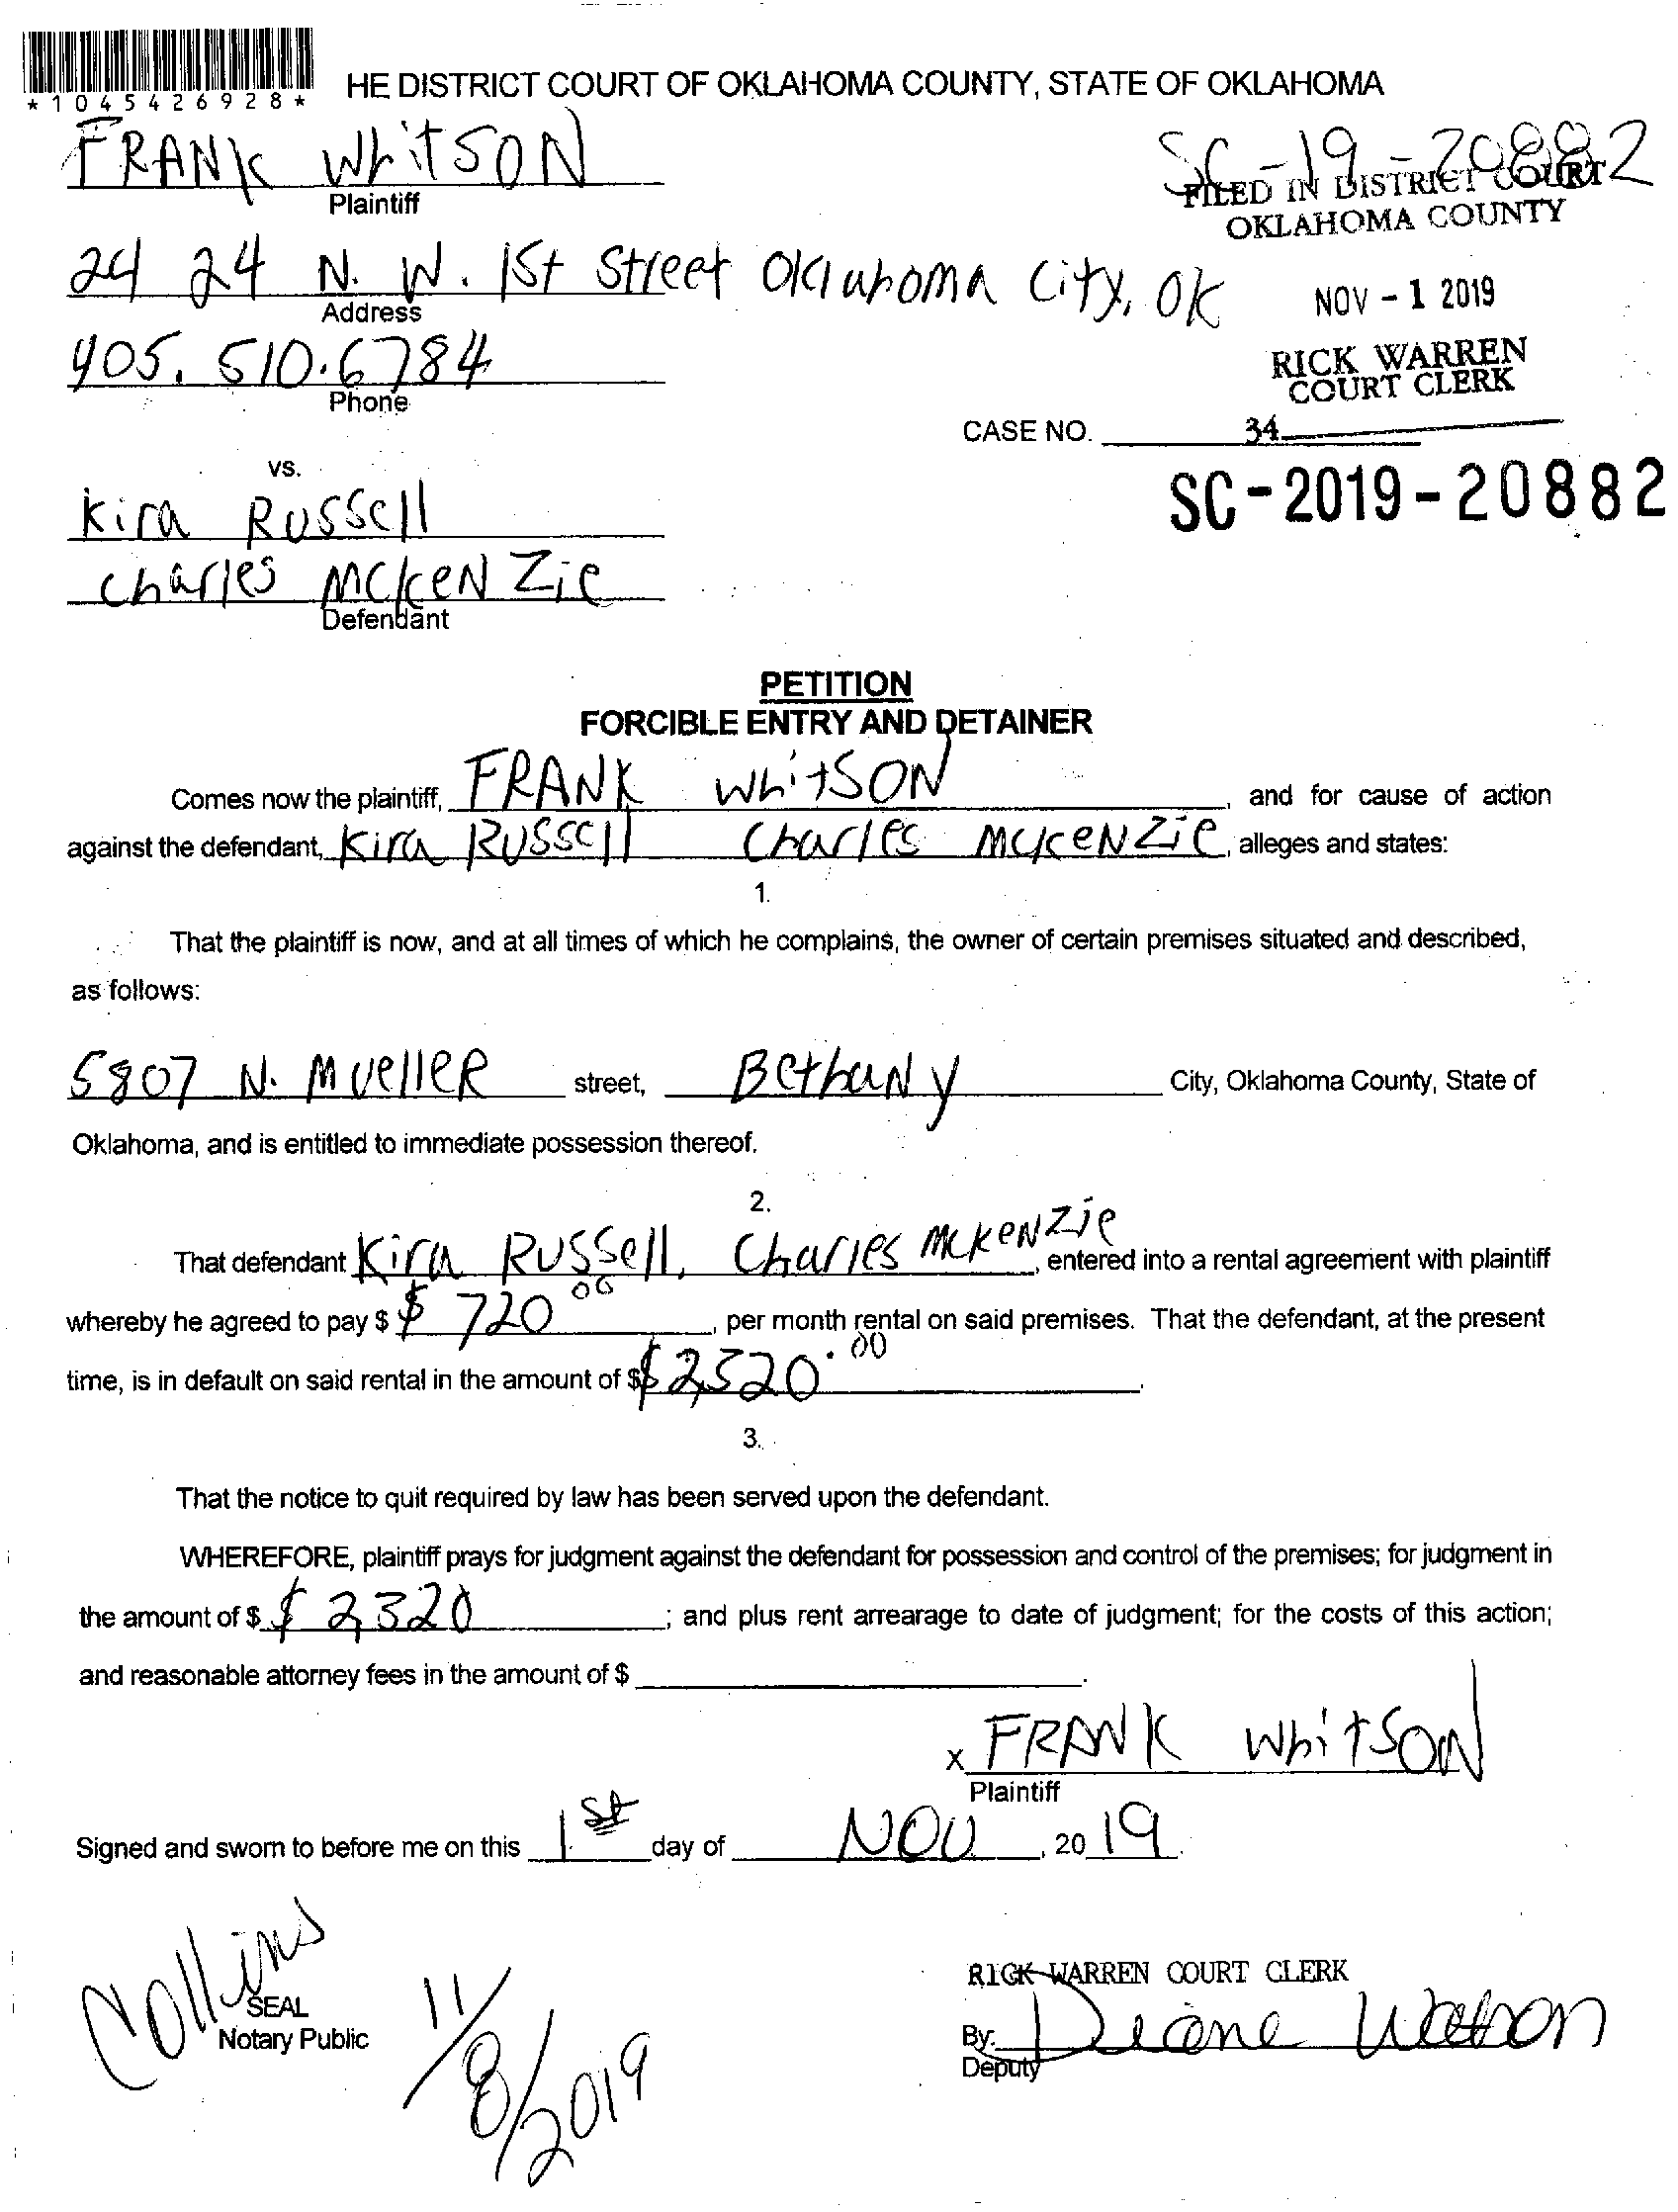 *1045426928*
HE DISTRICT COURT OF OKLAHOMA COUNTY, STATE OF OKLAHOMA
FRANK WhitSON
SC-19-20882
Plaintiff
FILED IN DISTRICT COURT
OKLAHOMA COUNTY
24 24 N. W. 1St Street Oklahoma City, OK
Address
NOV - 1 2019
405. 510.6784
Phone
RICK WARREN
COURT CLERK
CASE NO. 34
vs.
SC-2019-20882
Kira Russell
Charles McKeNZie
Defendant
PETITION
FORCIBLE ENTRY AND DETAINER
Comes now the plaintiff, FRANK WhitSON, and for cause of action
against the defendant, Kira Russell Charles McKeNZie, alleges and states:
1.
That the plaintiff is now, and at all times of which he complains, the owner of certain premises situated and described,
as follows:
5807 N. MuelleR street, BethaNy City, Oklahoma County, State of
Oklahoma, and is entitled to immediate possession thereof.
2.
That defendant Kira Russell, Charles McKeNZie, entered into a rental agreement with plaintiff
whereby he agreed to pay $ $ 720 00, per month rental on said premises. That the defendant, at the present
time, is in default on said rental in the amount of $ $ 2,520.00.
3.
That the notice to quit required by law has been served upon the defendant.
WHEREFORE, plaintiff prays for judgment against the defendant for possession and control of the premises; for judgment in
the amount of $ $ 2,320; and plus rent arrearage to date of judgment; for the costs of this action;
and reasonable attorney fees in the amount of $.
x FRANK WhitSON
Plaintiff
Signed and sworn to before me on this 1St day of NOV, 20 19.
Collins
SEAL
Notary Public
11/8/2019
RICK WARREN COURT CLERK
By: Diane Watson
Deputy